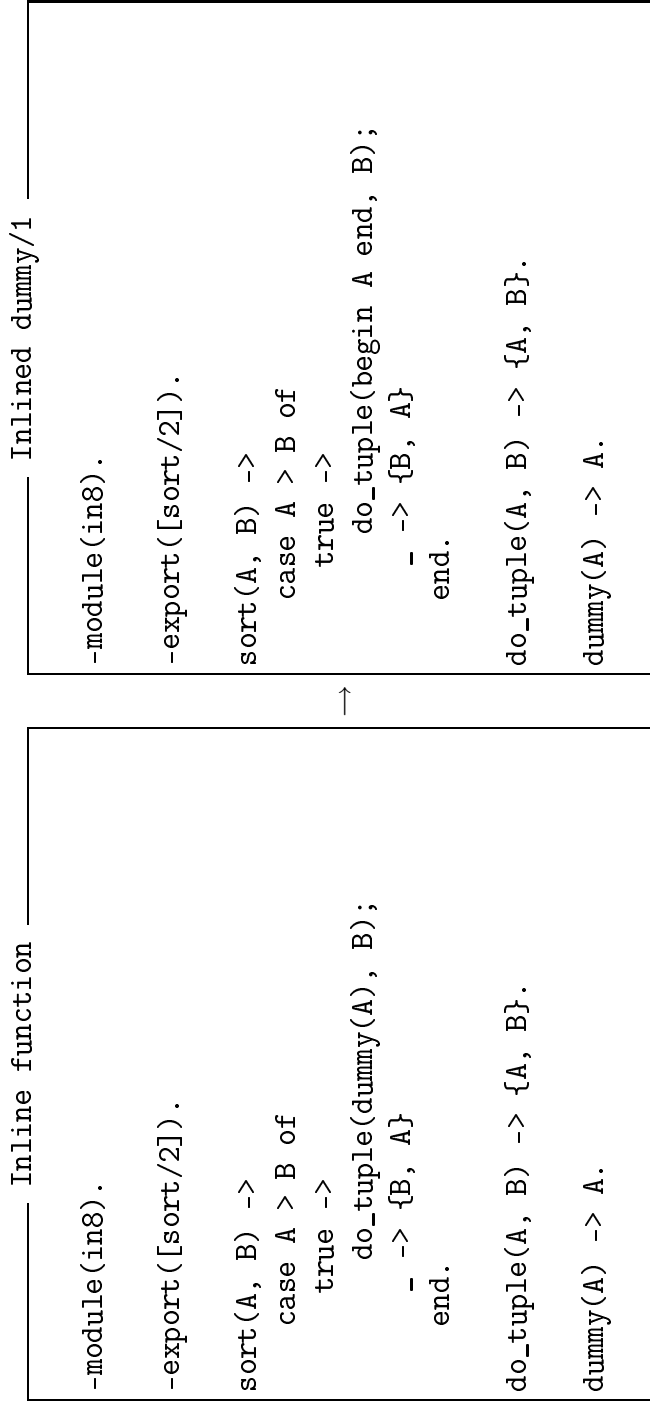 Inline function
-module(in8).
-export([sort/2]).
sort(A, B) ->
  case A > B of
    true ->
      do_tuple(dummy(A), B);
    _ -> {B, A}
  end.
do_tuple(A, B) -> {A, B}.
dummy(A) -> A.
→
Inlined dummy/1
-module(in8).
-export([sort/2]).
sort(A, B) ->
  case A > B of
    true ->
      do_tuple(begin A end, B);
    _ -> {B, A}
  end.
do_tuple(A, B) -> {A, B}.
dummy(A) -> A.